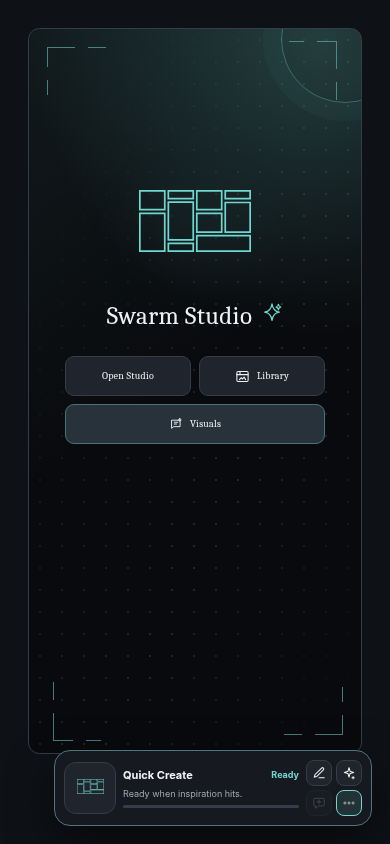 Swarm Studio
Open Studio
Library
Visuals
Quick Create
Ready
Ready when inspiration hits.